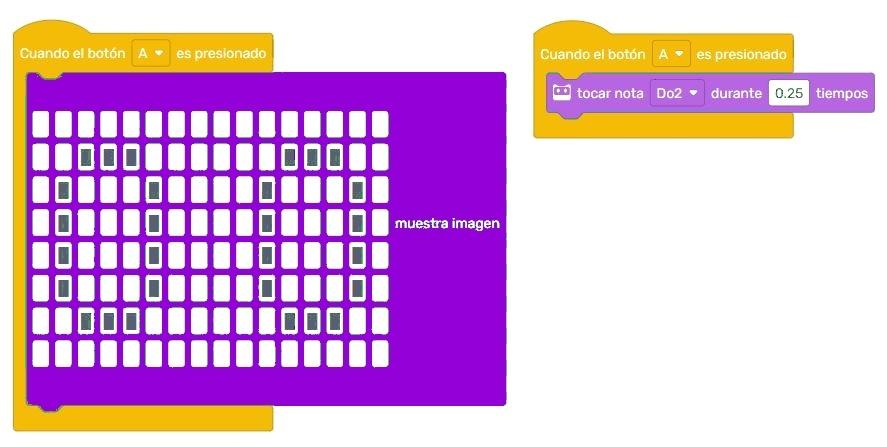 Cuando el botón A es presionado
muestra imagen
Cuando el botón A es presionado
tocar nota Do2 durante 0.25 tiempos